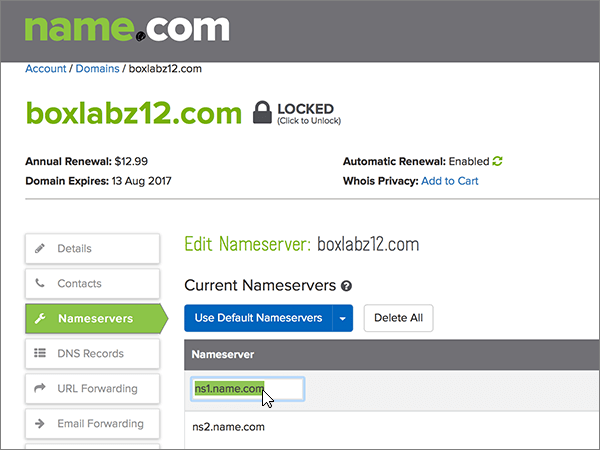 name.com
Account / Domains / boxlabz12.com
boxlabz12.com LOCKED
(Click to Unlock)
Annual Renewal: $12.99 Automatic Renewal: Enabled
Domain Expires: 13 Aug 2017 Whois Privacy: Add to Cart
Details
Contacts
Nameservers
DNS Records
URL Forwarding
Email Forwarding
Edit Nameserver: boxlabz12.com
Current Nameservers ?
Use Default Nameservers Delete All
Nameserver
ns1.name.com
ns2.name.com